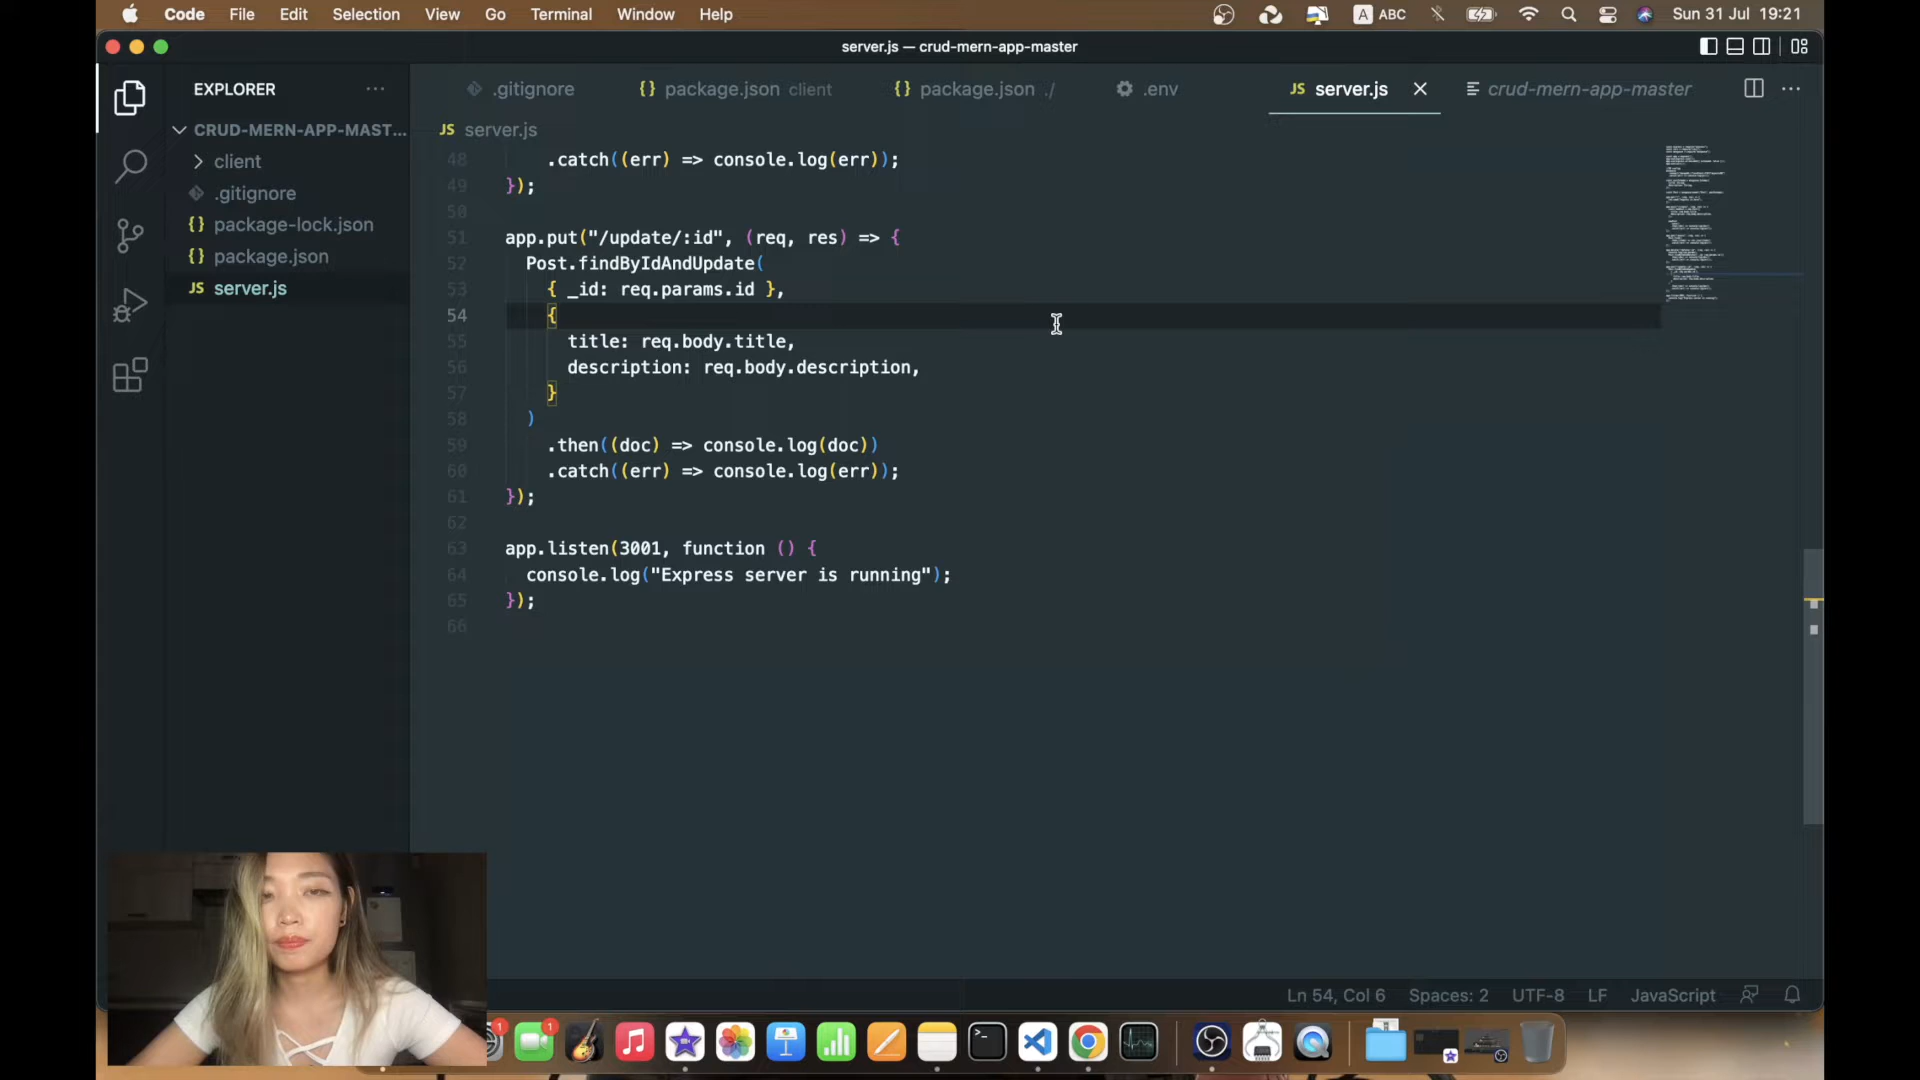 Code File Edit Selection View Go Terminal Window Help
A ABC
Sun 31 Jul 19:21
server.js — crud-mern-app-master
EXPLORER
CRUD-MERN-APP-MAST...
client
.gitignore
{} package-lock.json
{} package.json
JS server.js
.gitignore
{} package.json client
{} package.json ./
.env
JS server.js
crud-mern-app-master
JS server.js
48 .catch((err) => console.log(err));
49 });
50
51 app.put("/update/:id", (req, res) => {
52 Post.findByIdAndUpdate(
53 { _id: req.params.id },
54 {
55 title: req.body.title,
56 description: req.body.description,
57 }
58 )
59 .then((doc) => console.log(doc))
60 .catch((err) => console.log(err));
61 });
62
63 app.listen(3001, function () {
64 console.log("Express server is running");
65 });
66
Ln 54, Col 6 Spaces: 2 UTF-8 LF JavaScript
1
1